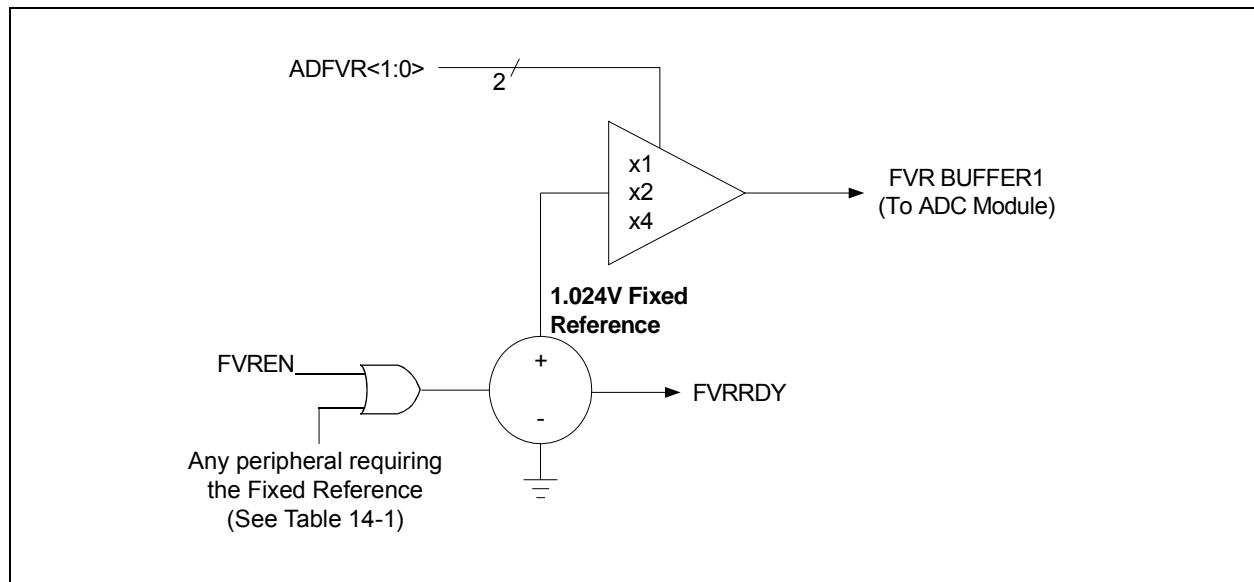 ADFVR<1:0>
2
x1
x2
x4
FVR BUFFER1
(To ADC Module)
1.024V Fixed
Reference
FVREN
+
-
FVRRDY
Any peripheral requiring
the Fixed Reference
(See Table 14-1)